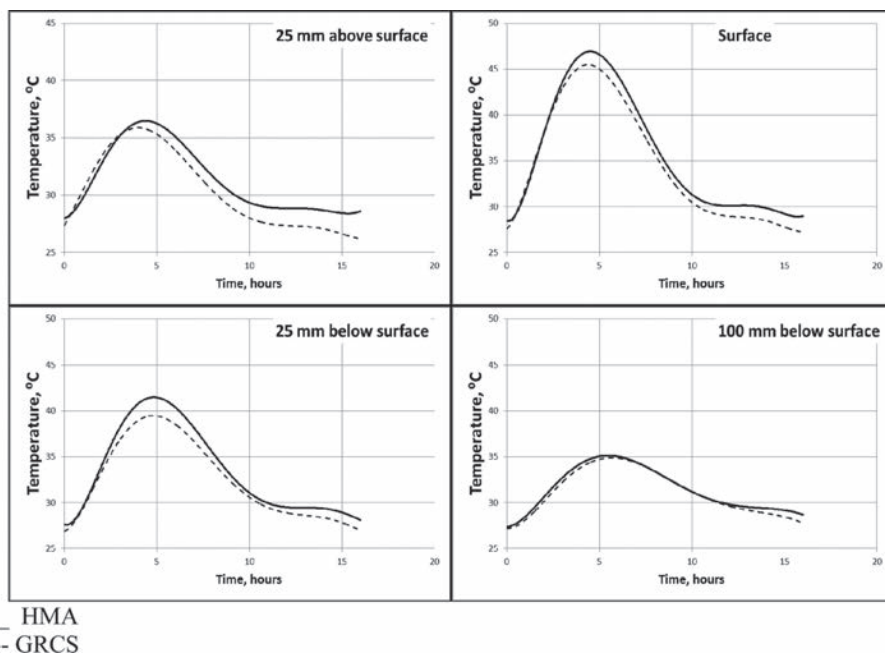 25 mm above surface
45
40
35
30
25
Temperature, °C
0 5 10 15 20
Time, hours
Surface
50
45
40
35
30
25
Temperature, °C
0 5 10 15 20
Time, hours
25 mm below surface
50
45
40
35
30
25
Temperature, °C
0 5 10 15 20
Time, hours
100 mm below surface
50
45
40
35
30
25
Temperature, °C
0 5 10 15 20
Time, hours
_ HMA
-- GRCS